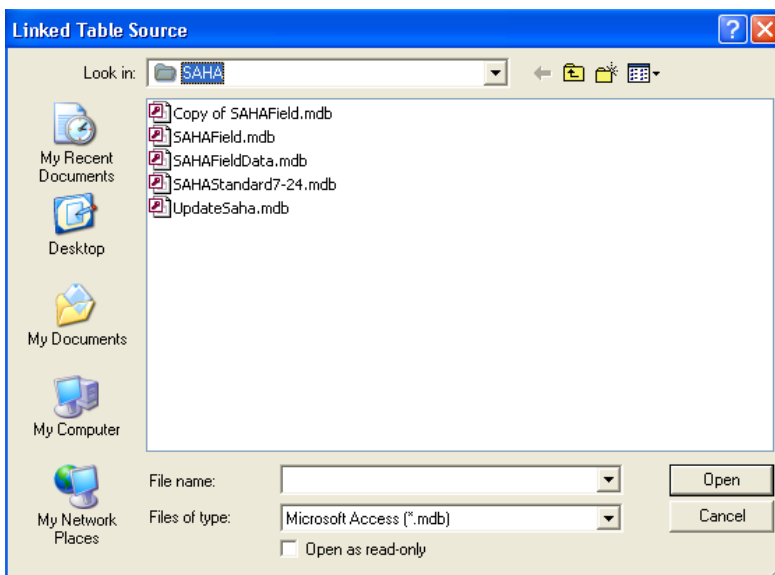 Linked Table Source
Look in:
SAHA
My Recent
Documents
Desktop
My Documents
My Computer
My Network
Places
Copy of SAHAField.mdb
SAHAField.mdb
SAHAFieldData.mdb
SAHAStandard7-24.mdb
UpdateSaha.mdb
File name:
Open
Files of type:
Microsoft Access (*.mdb)
Cancel
Open as read-only